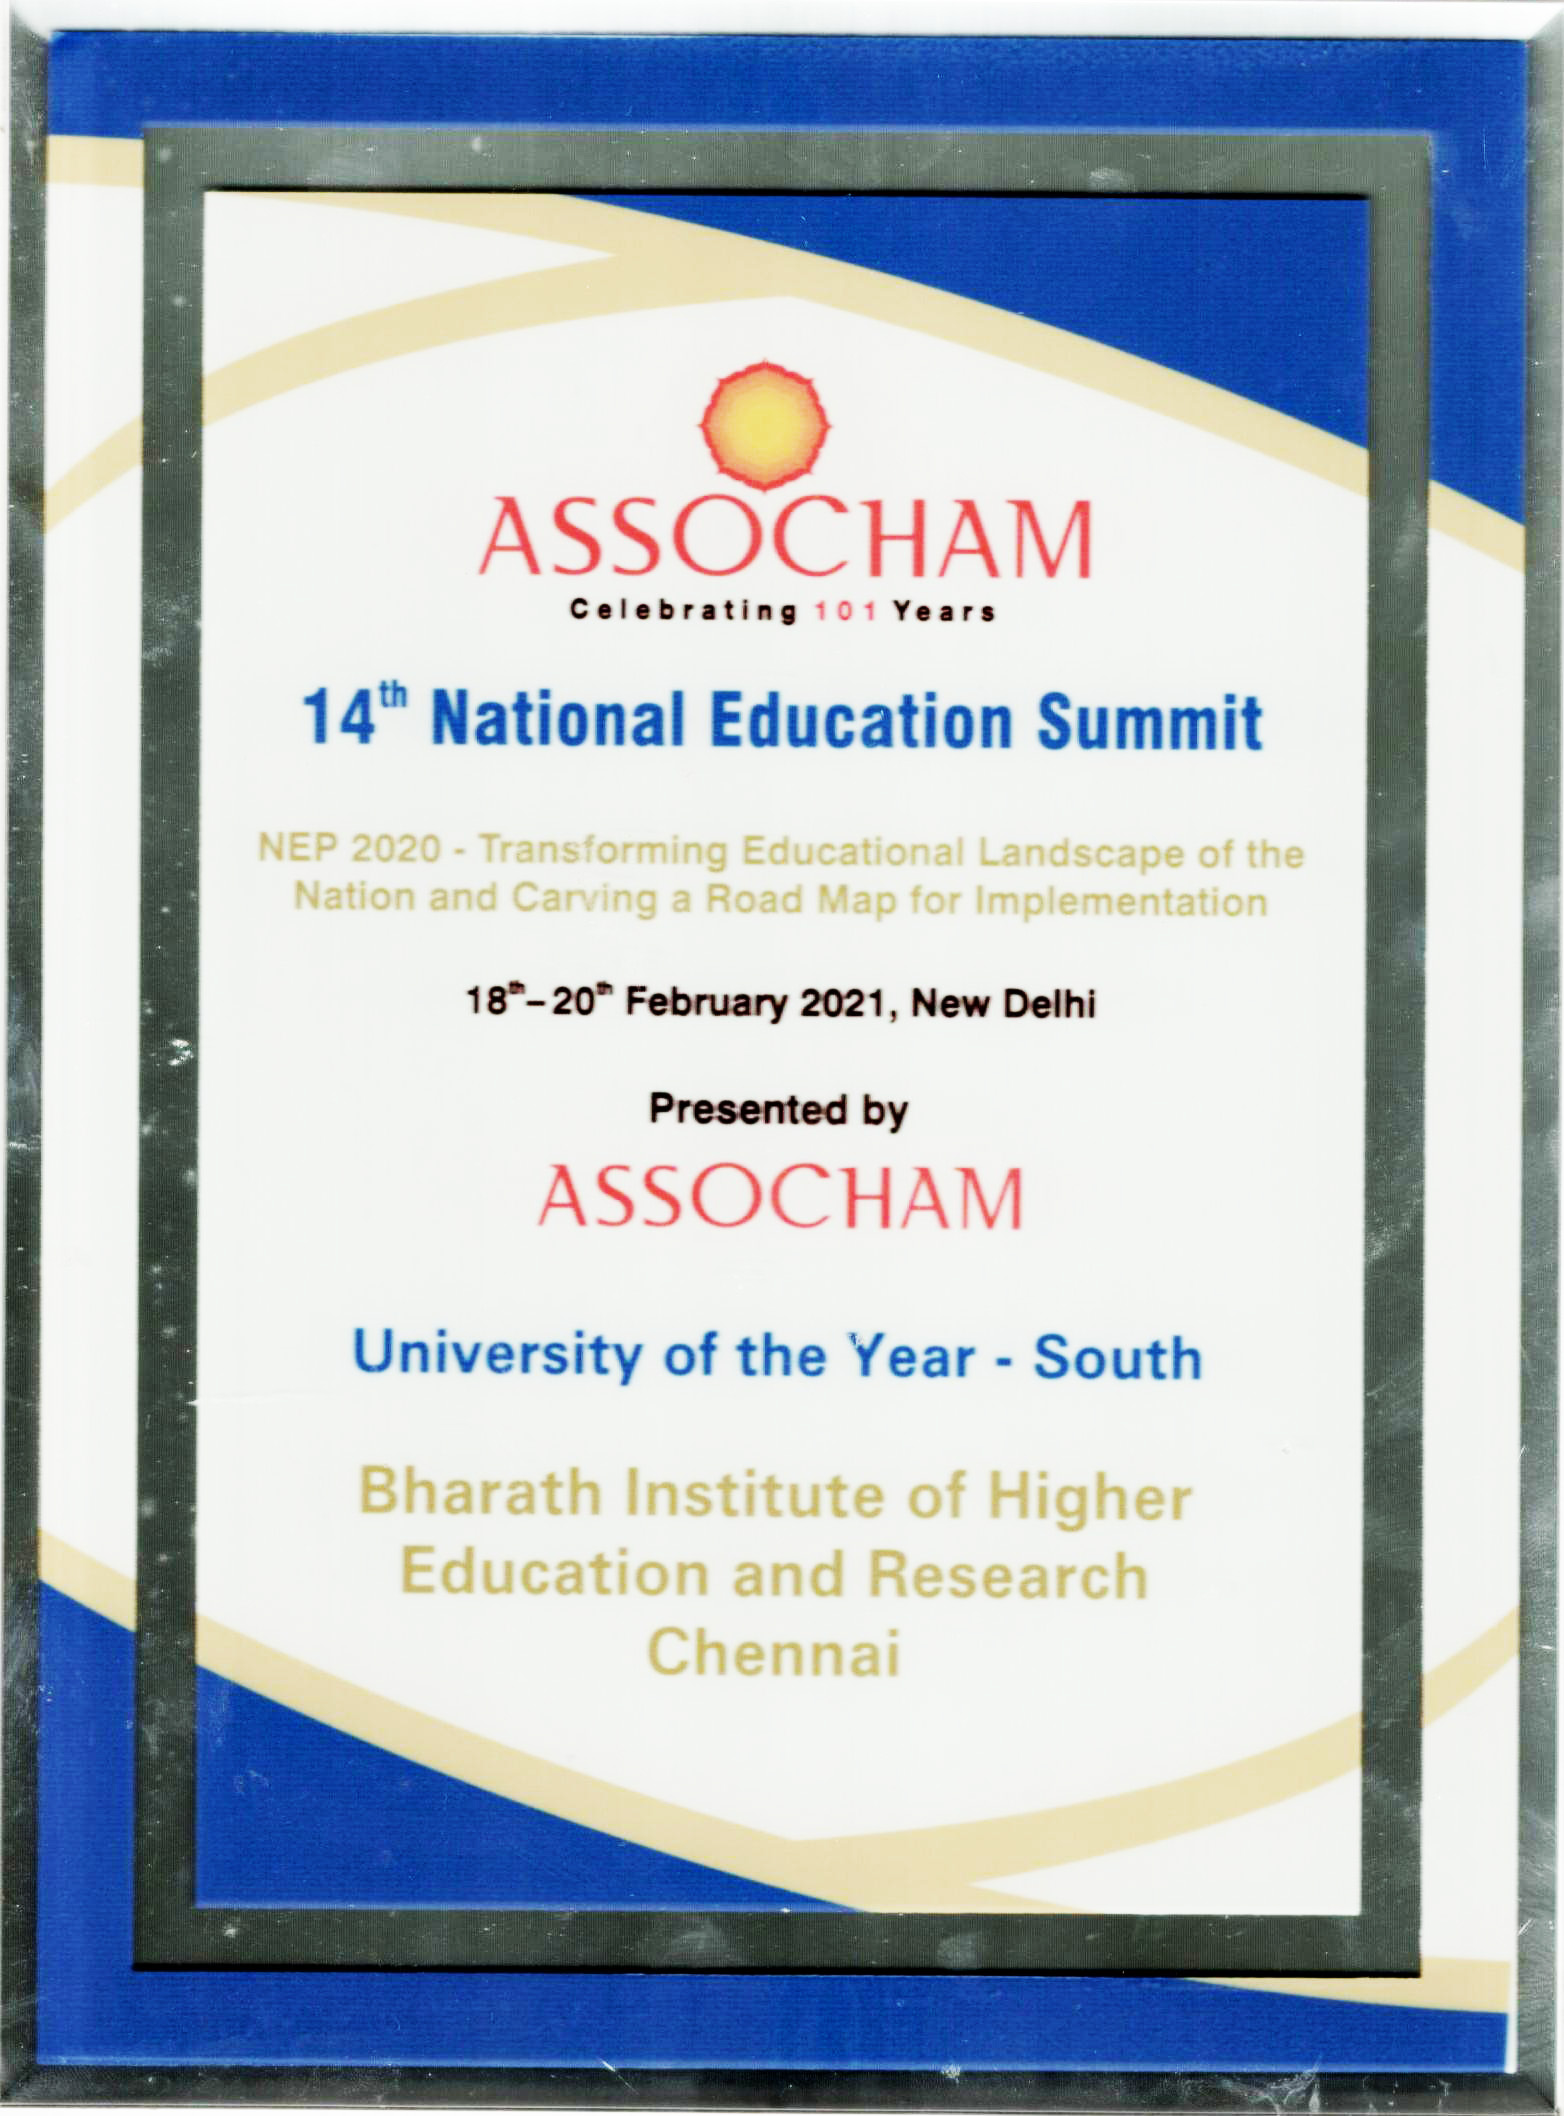 ASSOCHAM
Celebrating 101 Years
14th National Education Summit
NEP 2020 - Transforming Educational Landscape of the
Nation and Carving a Road Map for Implementation
18th–20th February 2021, New Delhi
Presented by
ASSOCHAM
University of the Year - South
Bharath Institute of Higher
Education and Research
Chennai